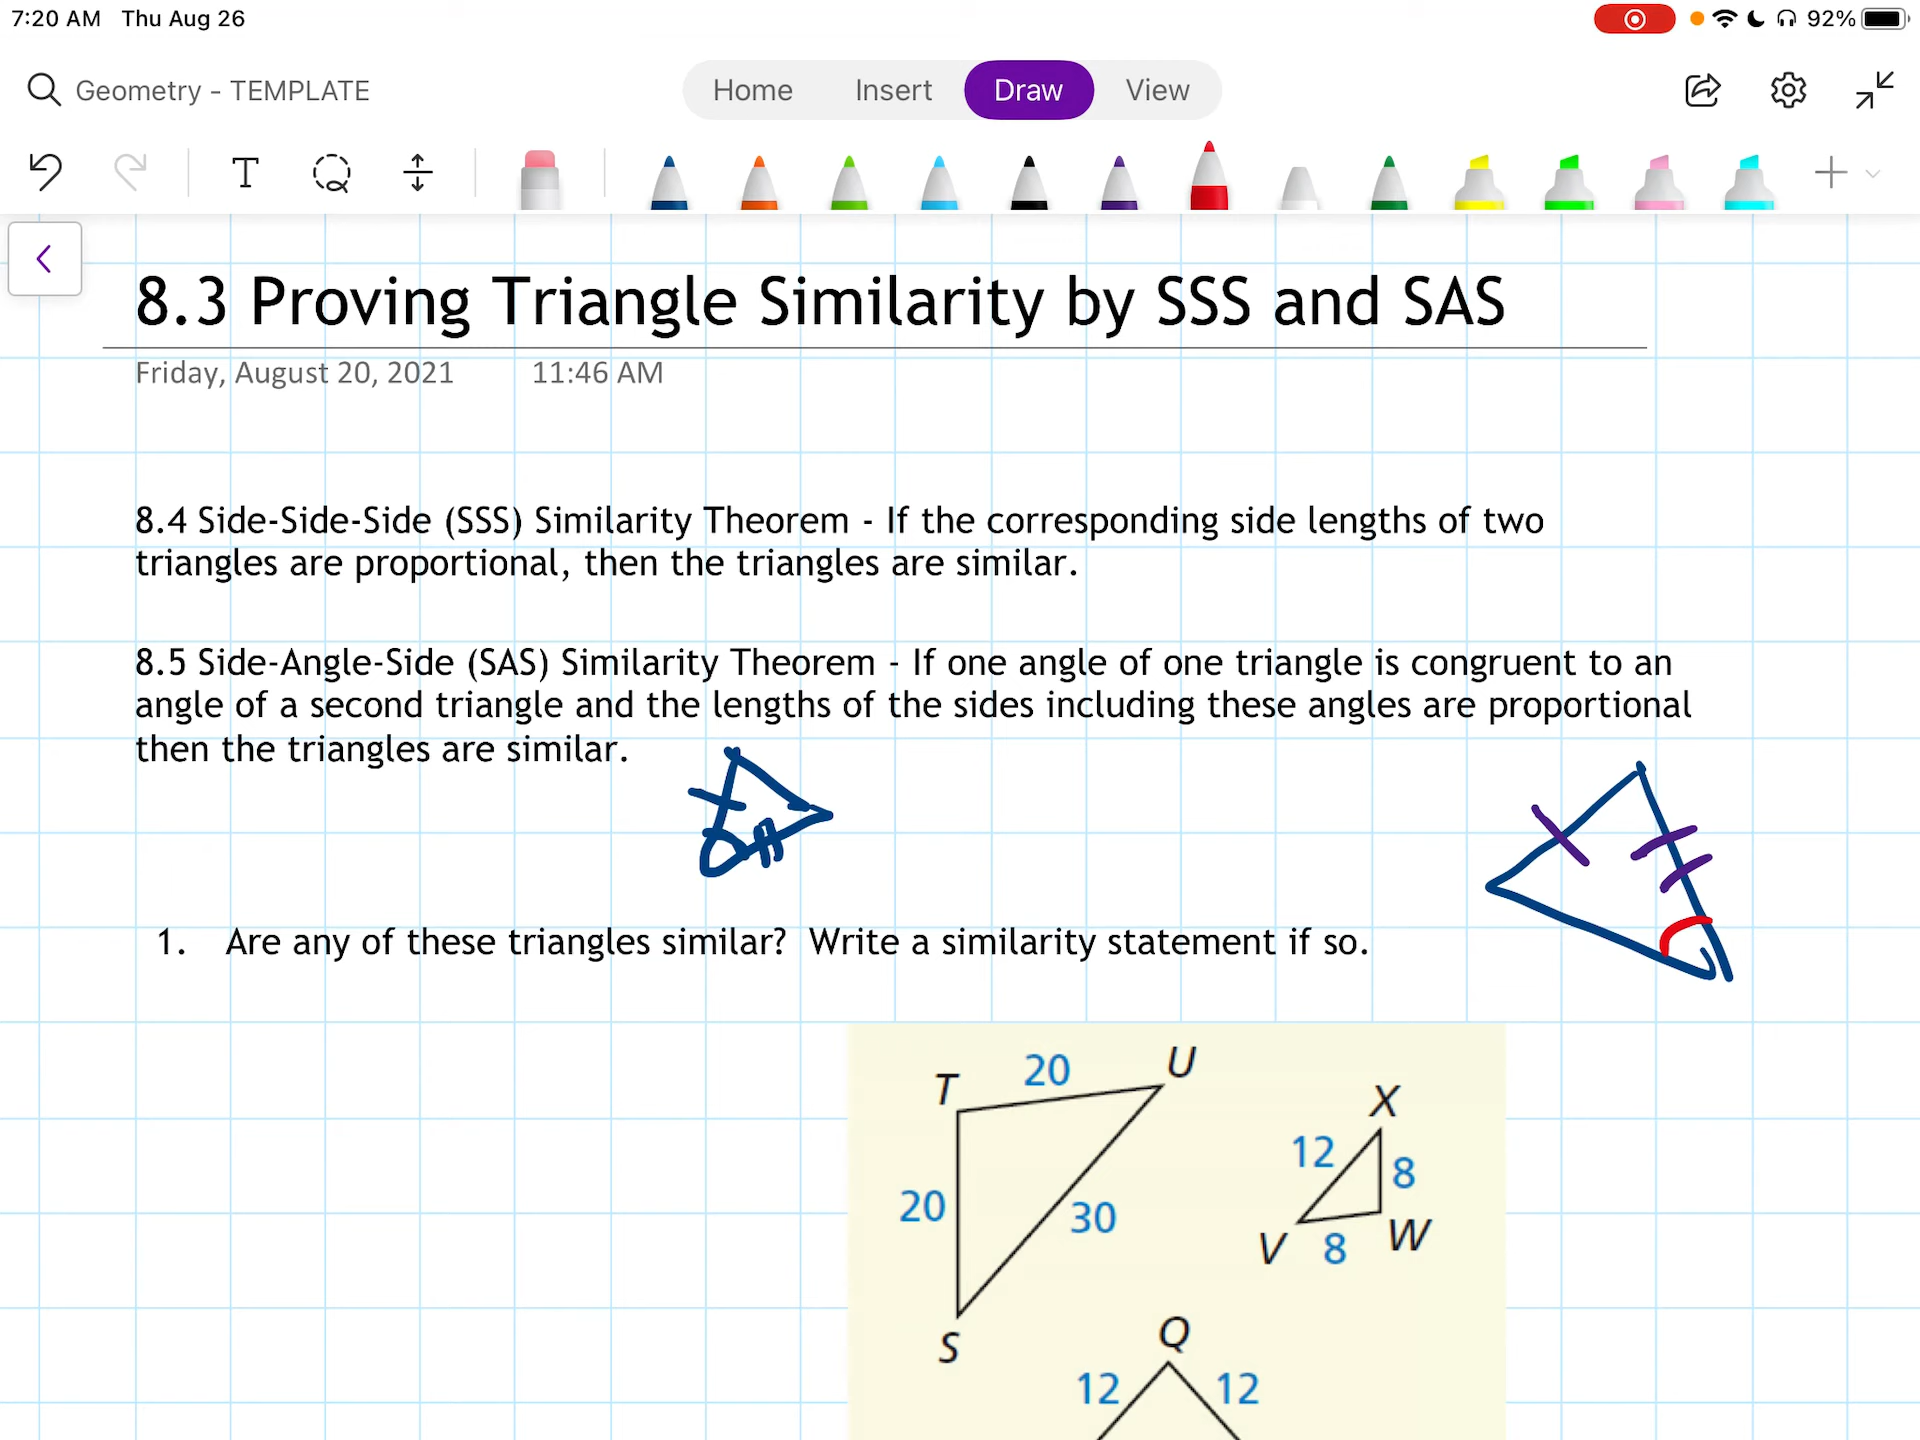 7:20 AM Thu Aug 26
92%
Geometry - TEMPLATE
Home Insert Draw View
T
8.3 Proving Triangle Similarity by SSS and SAS
Friday, August 20, 2021 11:46 AM
8.4 Side-Side-Side (SSS) Similarity Theorem - If the corresponding side lengths of two
triangles are proportional, then the triangles are similar.
8.5 Side-Angle-Side (SAS) Similarity Theorem - If one angle of one triangle is congruent to an
angle of a second triangle and the lengths of the sides including these angles are proportional
then the triangles are similar.
1. Are any of these triangles similar? Write a similarity statement if so.
T 20 U
X
12 8
20 30
V 8 W
S
Q
12 12